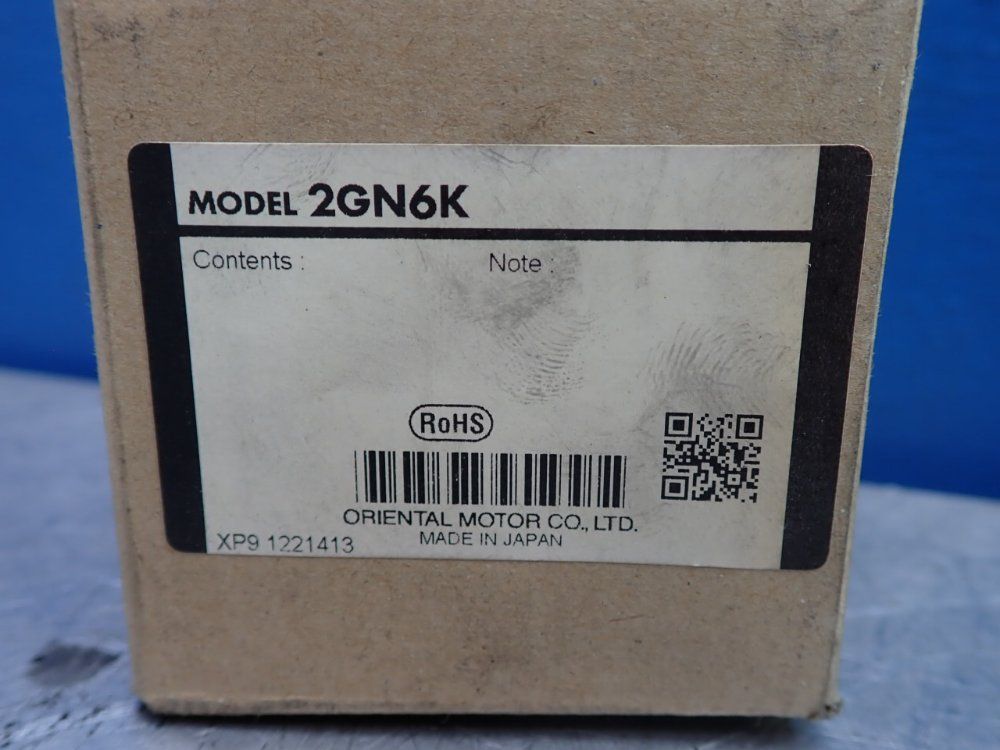 MODEL 2GN6K
Contents : Note :
RoHS
ORIENTAL MOTOR CO., LTD.
MADE IN JAPAN
XP9 1221413